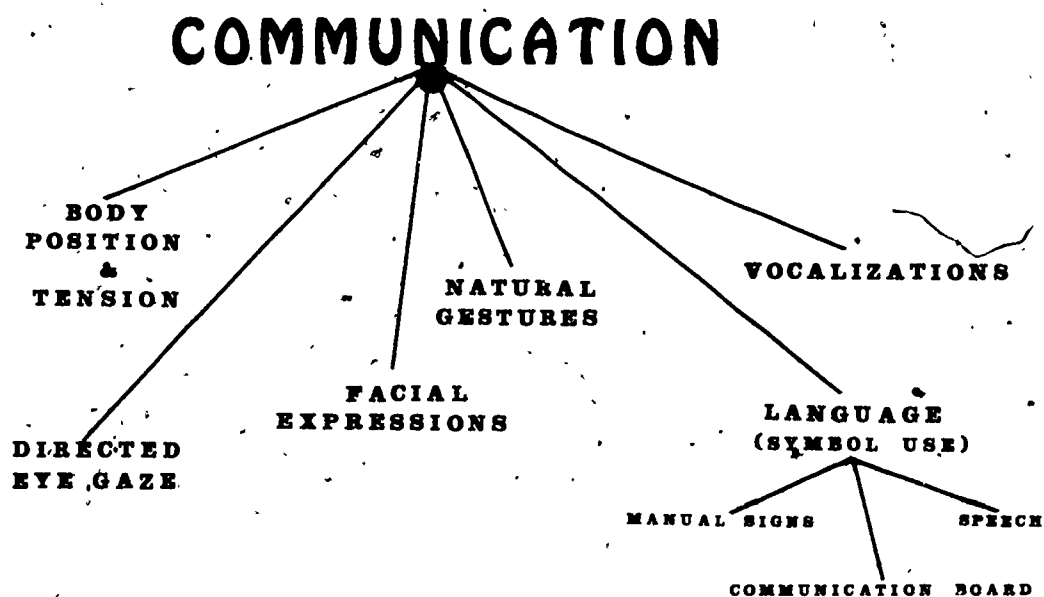 COMMUNICATION
BODY
POSITION
&
TENSION
DIRECTED
EYE GAZE
FACIAL
EXPRESSIONS
NATURAL
GESTURES
VOCALIZATIONS
LANGUAGE
(SYMBOL USE)
MANUAL SIGNS
COMMUNICATION BOARD
SPEECH